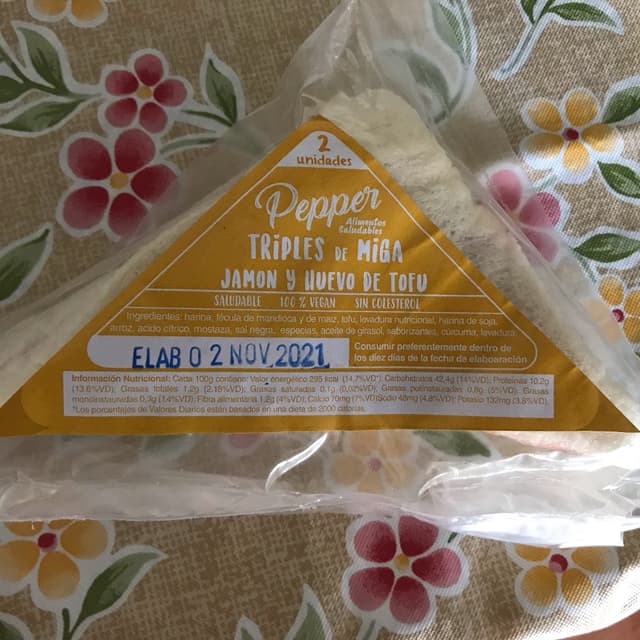 2
unidades
Pepper
Alimentos
Saludables
TRIPLES DE MIGA
JAMON Y HUEVO DE TOFU
SALUDABLE 100 % VEGAN SIN COLESTEROL
Ingredientes: harina, fécula de mandioca y de maiz, tofu, levadura nutricional, harina de soja,
arroz, acido cítrico, mostaza, sal negra, especias, aceite de girasol, saborizantes, cúrcuma, levadura.
ELAB 0 2 NOV 2021
Consumir preferentemente dentro de
los diez días de la fecha de elaboración
Información Nutricional: Cada 100g contiene: Valor energético 295 kcal (14,7%VD*); Carbohidratos 42,4g (14%VD); Proteínas 10.2g
(13.6%VD); Grasas totales 1.2g (2.18%VD); Grasas saturadas 0.1g (0,02%VD); Grasas poliinsaturadas 0.8g (5%VD); Grasas
monoinsaturadas 0,3g (1.4%VD); Fibra alimentaria 1.2g (4%VD); Calcio 70mg (7%VD); Sodio 48mg (4.8%VD); Potasio 132mg (3,8%VD).
*Los porcentajes de Valores Diarios están basados en una dieta de 2000 calorías.